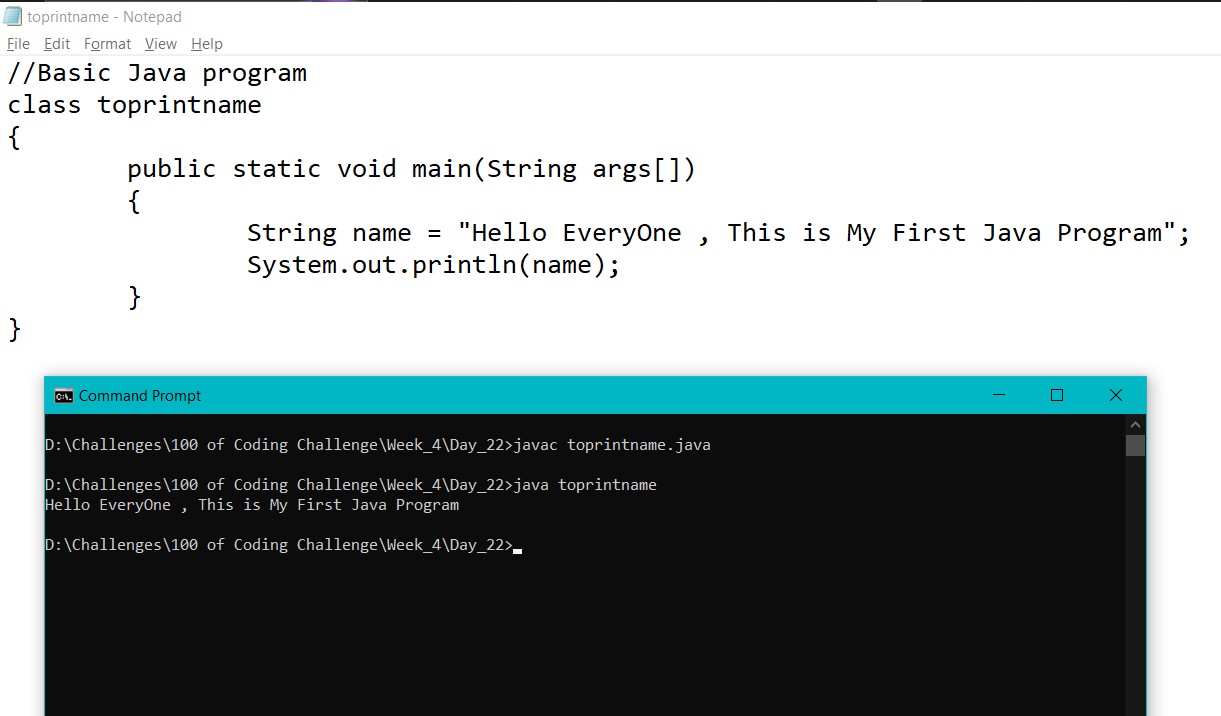 toprintname - Notepad
File Edit Format View Help
//Basic Java program
class toprintname
{
public static void main(String args[])
{
String name = "Hello EveryOne , This is My First Java Program";
System.out.println(name);
}
}
C:\. Command Prompt
D:\Challenges\100 of Coding Challenge\Week_4\Day_22>javac toprintname.java
D:\Challenges\100 of Coding Challenge\Week_4\Day_22>java toprintname
Hello EveryOne , This is My First Java Program
D:\Challenges\100 of Coding Challenge\Week_4\Day_22>